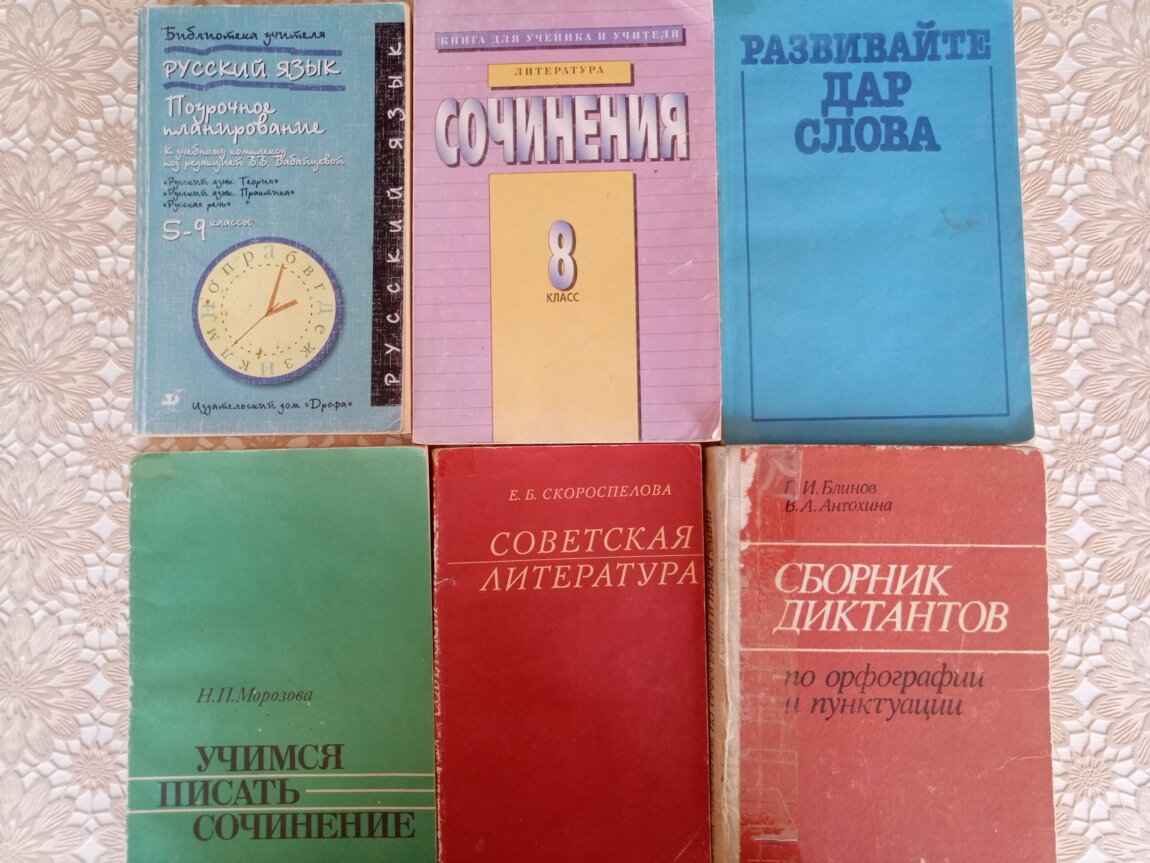 Библиотека учителя
РУССКИЙ ЯЗЫК
Поурочное
планирование
К учебному комплексу
под редакцией В.В. Бабайцевой
«Русский язык. Теория»
«Русский язык. Практика»
«Русская речь»
5-9 классы
а б в г д е ж з и к л м н о п р
Издательский дом «Дрофа»
РУССКИЙ ЯЗЫК
КНИГА ДЛЯ УЧЕНИКА И УЧИТЕЛЯ
ЛИТЕРАТУРА
СОЧИНЕНИЯ
8
КЛАСС
РАЗВИВАЙТЕ
ДАР
СЛОВА
Н.П.Морозова
УЧИМСЯ
ПИСАТЬ
СОЧИНЕНИЕ
Е. Б. СКОРОСПЕЛОВА
СОВЕТСКАЯ
ЛИТЕРАТУРА
И.Блинов
В.А.Антохина
СБОРНИК
ДИКТАНТОВ
по орфографии
и пунктуации